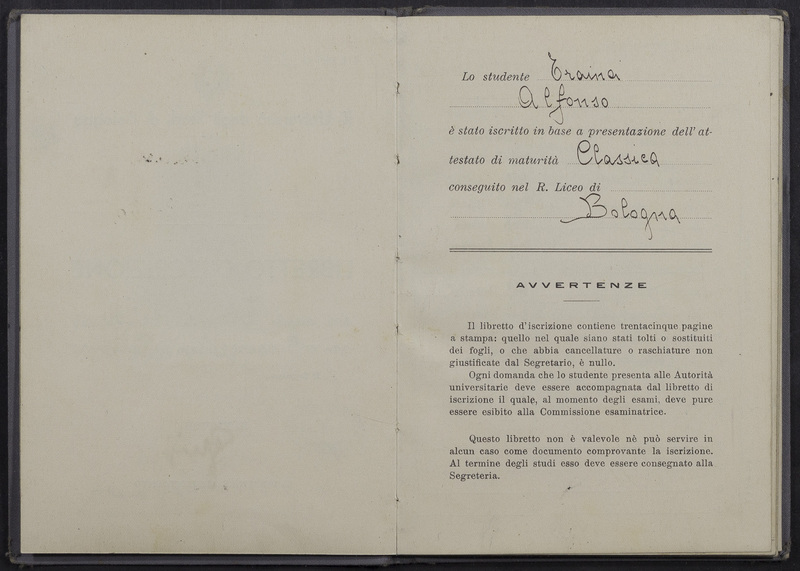 Lo studente Traina
Alfonso
è stato iscritto in base a presentazione dell' at-
testato di maturità Classica
conseguito nel R. Liceo di
Bologna
AVVERTENZE
Il libretto d'iscrizione contiene trentacinque pagine
a stampa: quello nel quale siano stati tolti o sostituiti
dei fogli, o che abbia cancellature o raschiature non
giustificate dal Segretario, è nullo.
Ogni domanda che lo studente presenta alle Autorità
universitarie deve essere accompagnata dal libretto di
iscrizione il quale, al momento degli esami, deve pure
essere esibito alla Commissione esaminatrice.
Questo libretto non è valevole nè può servire in
alcun caso come documento comprovante la iscrizione.
Al termine degli studi esso deve essere consegnato alla
Segreteria.